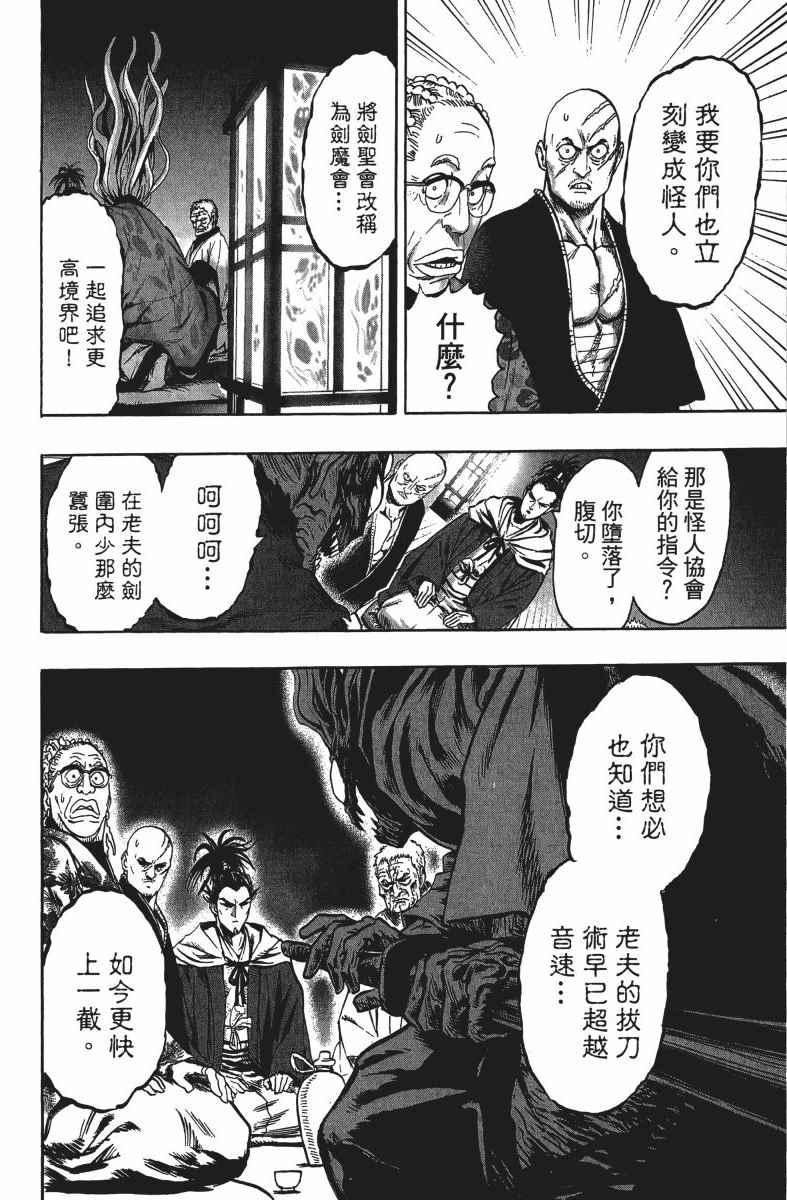 我要你們也立
刻變成怪人。
什麼？
將劍聖會改稱
為劍魔會…
一起追求更
高境界吧！
那是怪人協會
給你的指令？
你墮落了，
腹切。
呵呵呵…
在老夫的劍
圍內少那麼
囂張。
你們想必
也知道…
老夫的拔刀
術早已超越
音速…
如今更快
上一截。